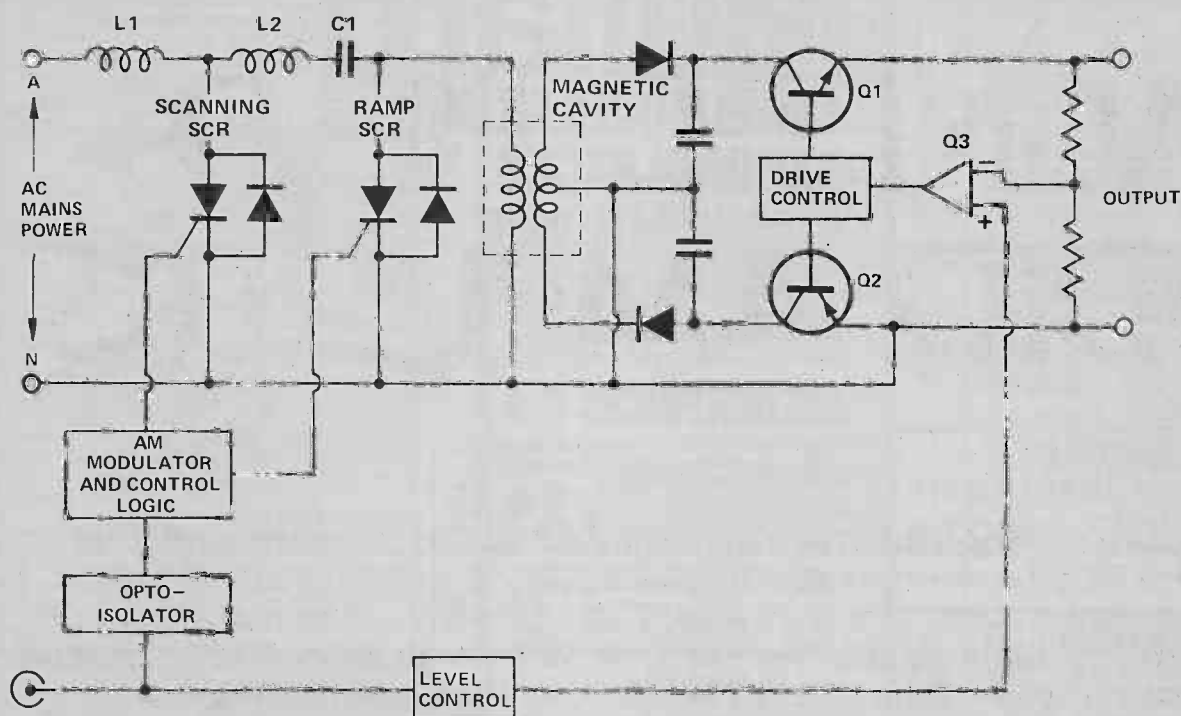 L1
L2
C1
A
SCANNING
SCR
RAMP
SCR
MAGNETIC
CAVITY
Q1
Q3
AC
MAINS
POWER
DRIVE
CONTROL
−
+
OUTPUT
Q2
N
AM
MODULATOR
AND CONTROL
LOGIC
OPTO–
ISOLATOR
LEVEL
CONTROL